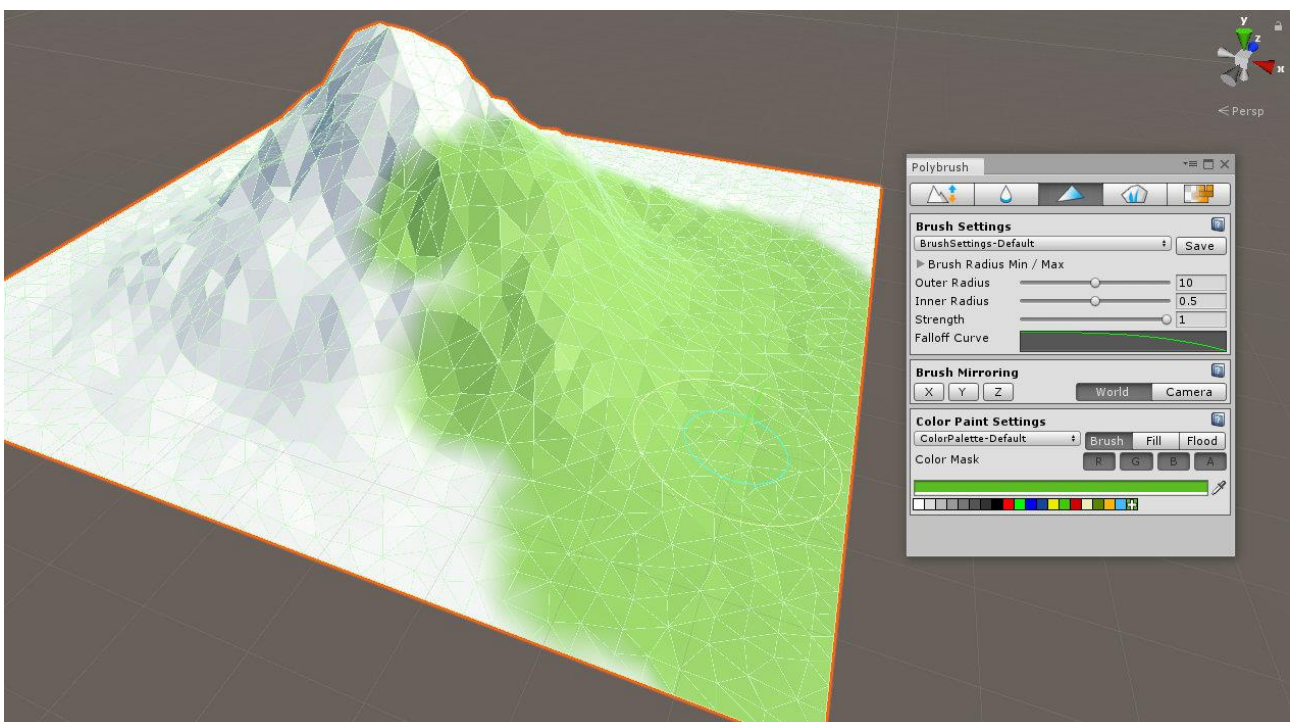 y
z
x
Persp
Polybrush
Brush Settings
BrushSettings-Default Save
Brush Radius Min / Max
Outer Radius 10
Inner Radius 0.5
Strength 1
Falloff Curve
Brush Mirroring
X Y Z World Camera
Color Paint Settings
ColorPalette-Default Brush Fill Flood
Color Mask R G B A